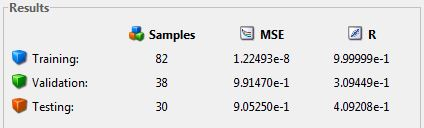 Results
Samples MSE R
Training: 82 1.22493e-8 9.99999e-1
Validation: 38 9.91470e-1 3.09449e-1
Testing: 30 9.05250e-1 4.09208e-1